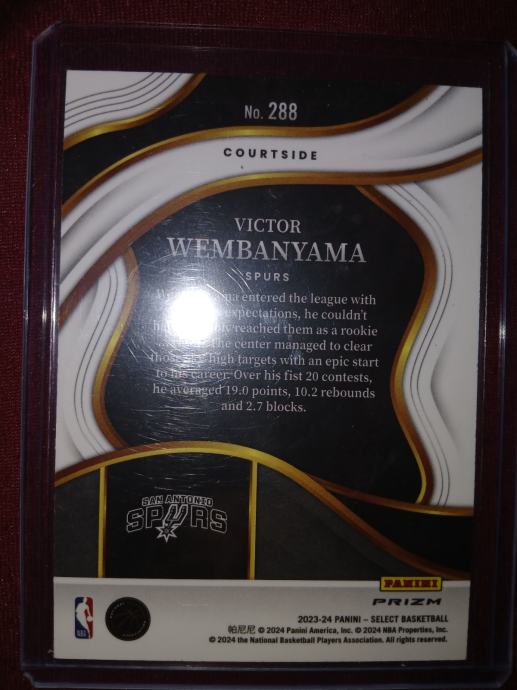 No. 288
COURTSIDE
VICTOR
WEMBANYAMA
SPURS
entered the league with
expectations, he couldn't
reached them as a rookie
the center managed to clear
high targets with an epic start
to his career. Over his fist 20 contests,
he averaged 19.0 points, 10.2 rebounds
and 2.7 blocks.
SAN ANTONIO
SPURS
PANINI
PRIZM
NBA
2023-24 PANINI – SELECT BASKETBALL
帕尼尼 © 2024 Panini America, Inc. © 2024 NBA Properties, Inc.
© 2024 the National Basketball Players Association. All rights reserved.